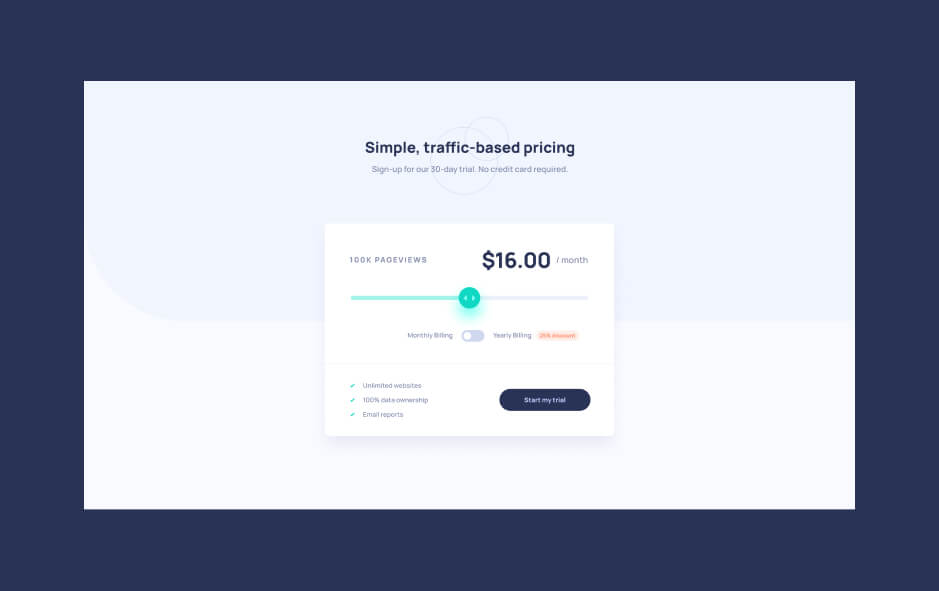 Simple, traffic-based pricing
Sign-up for our 30-day trial. No credit card required.
100K PAGEVIEWS
$16.00 / month
Monthly Billing
Yearly Billing
25% discount
Unlimited websites
100% data ownership
Email reports
Start my trial